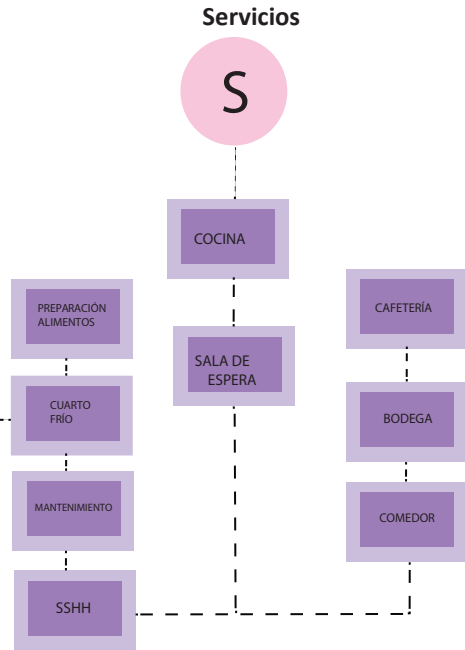 Servicios
S
COCINA
PREPARACIÓN
ALIMENTOS
CUARTO
FRÍO
MANTENIMIENTO
SSHH
SALA DE
ESPERA
CAFETERÍA
BODEGA
COMEDOR